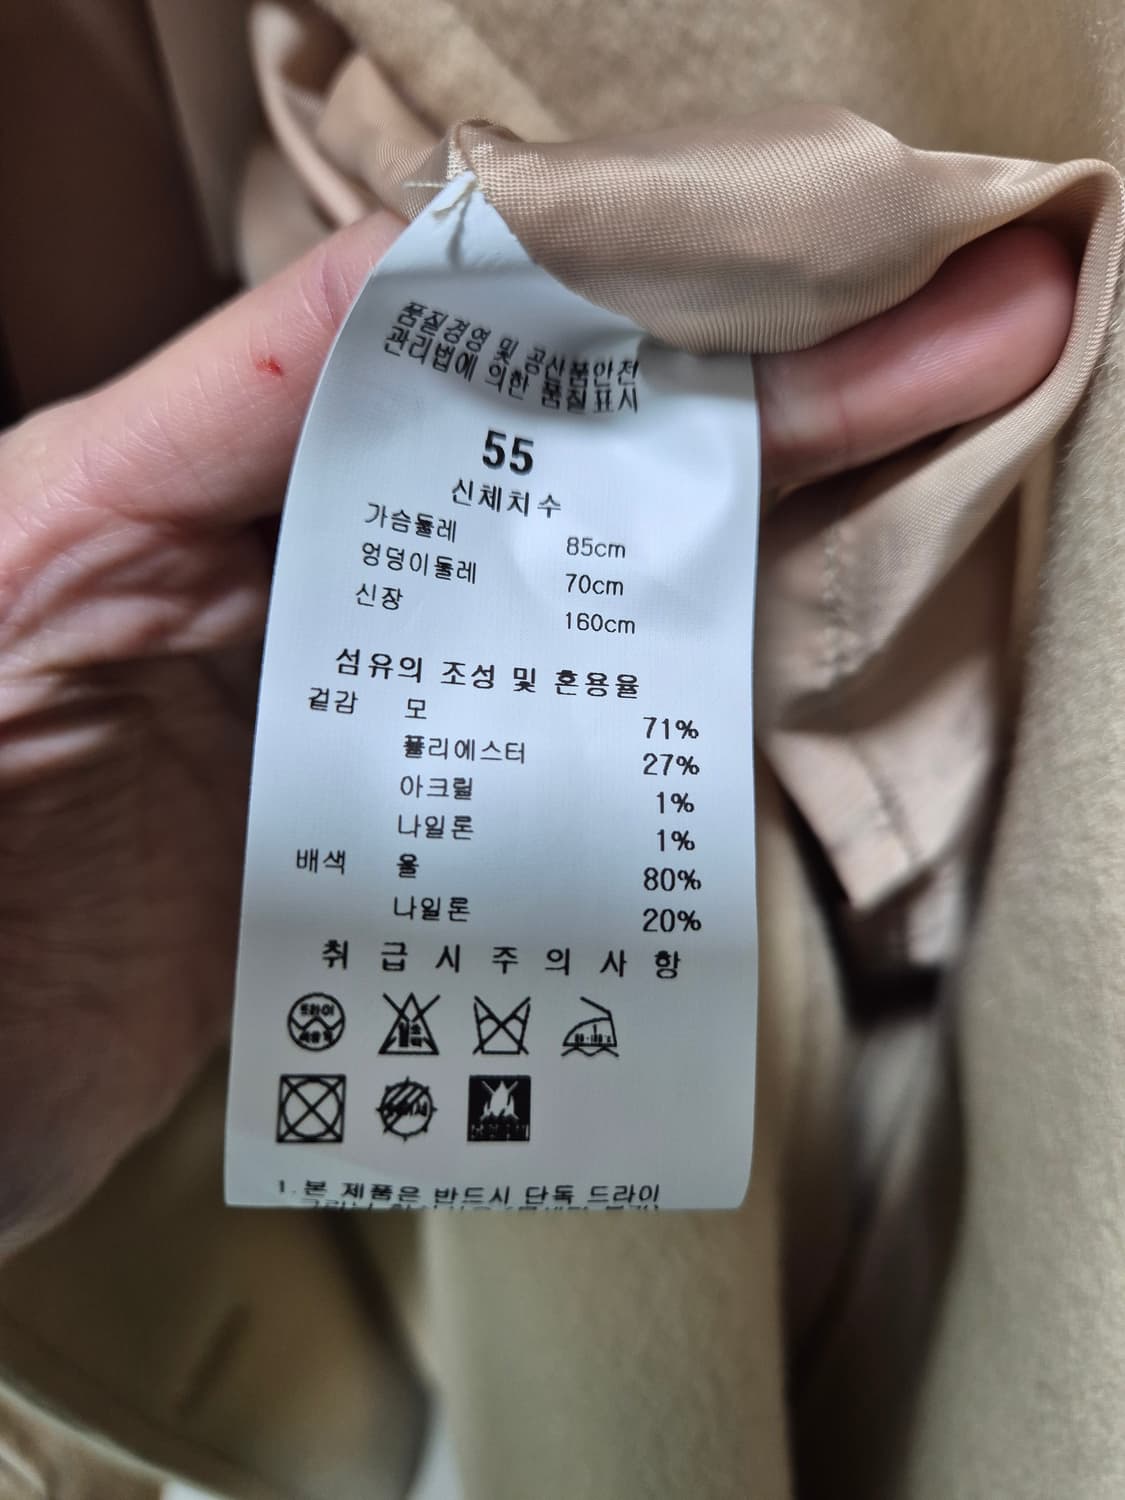 품질경영 및 공산품안전
관리법에 의한 품질표시
55
신체치수
가슴둘레 85cm
엉덩이둘레 70cm
신장 160cm
섬유의 조성 및 혼용율
겉감 모 71%
폴리에스터 27%
아크릴 1%
나일론 1%
배색 울 80%
나일론 20%
취 급 시 주 의 사 항
드라이
1. 본 제품은 반드시 단독 드라이